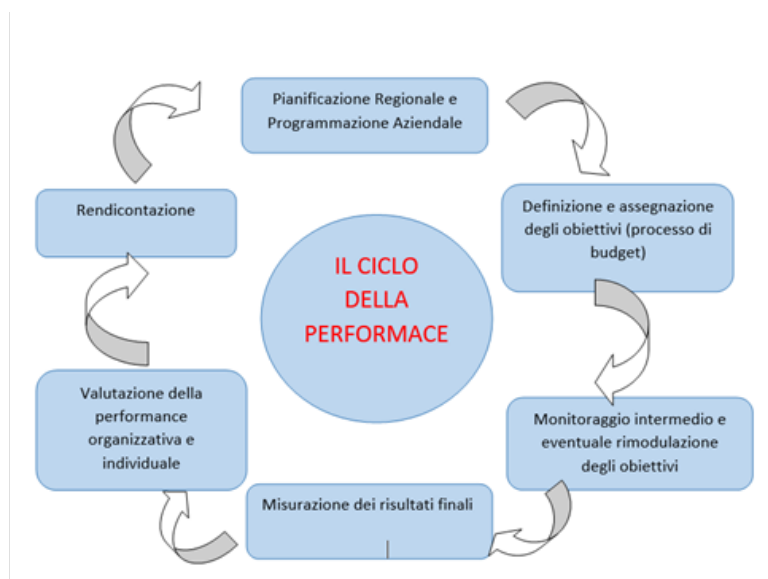 Pianificazione Regionale e
Programmazione Aziendale
Definizione e assegnazione
degli obiettivi (processo di
budget)
Monitoraggio intermedio e
eventuale rimodulazione
degli obiettivi
Misurazione dei risultati finali
Valutazione della
performance
organizzativa e
individuale
Rendicontazione
IL CICLO
DELLA
PERFORMACE